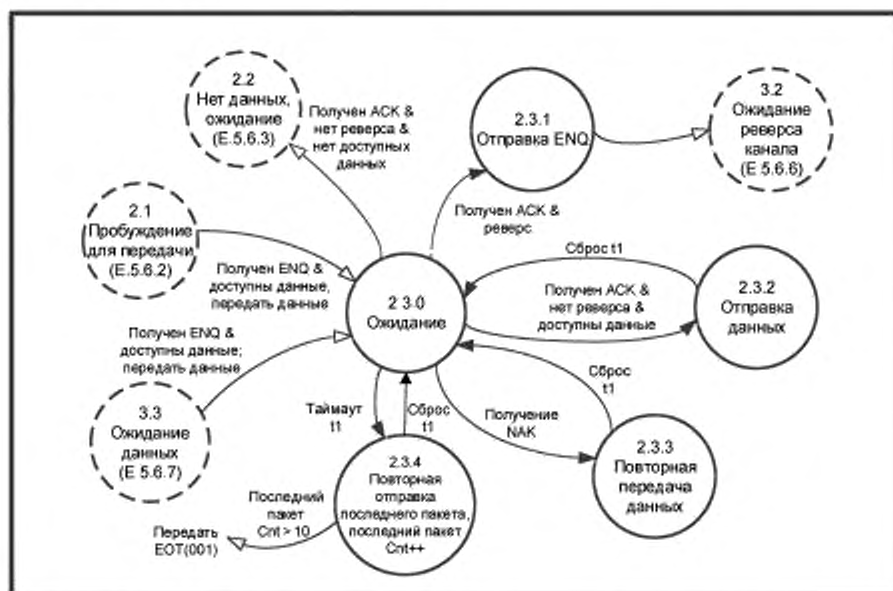 2.2
Нет данных,
ожидание
(E.5.6.3)
Получен ACK &
нет реверса &
нет доступных
данных
2.3.1
Отправка ENQ
3.2
Ожидание
реверса
канала
(E 5.6.6)
2.1
Пробуждение
для передачи
(E.5.6.2)
Получен ACK &
реверс
Получен ENQ &
доступны данные,
передать данные
2 3.0
Ожидание
Сброс t1
Получен ACK &
нет реверса &
доступны данные
2.3.2
Отправка
данных
Получен ENQ &
доступны данные;
передать данные
3.3
Ожидание
данных
(E 5.6.7)
Таймаут
t1
Сброс
t1
Получение
NAK
Сброс
t1
2.3.3
Повторная
передача
данных
2.3.4
Повторная
отправка
последнего пакета,
последний пакет
Cnt++
Последний
пакет
Cnt > 10
Передать
EOT(001)